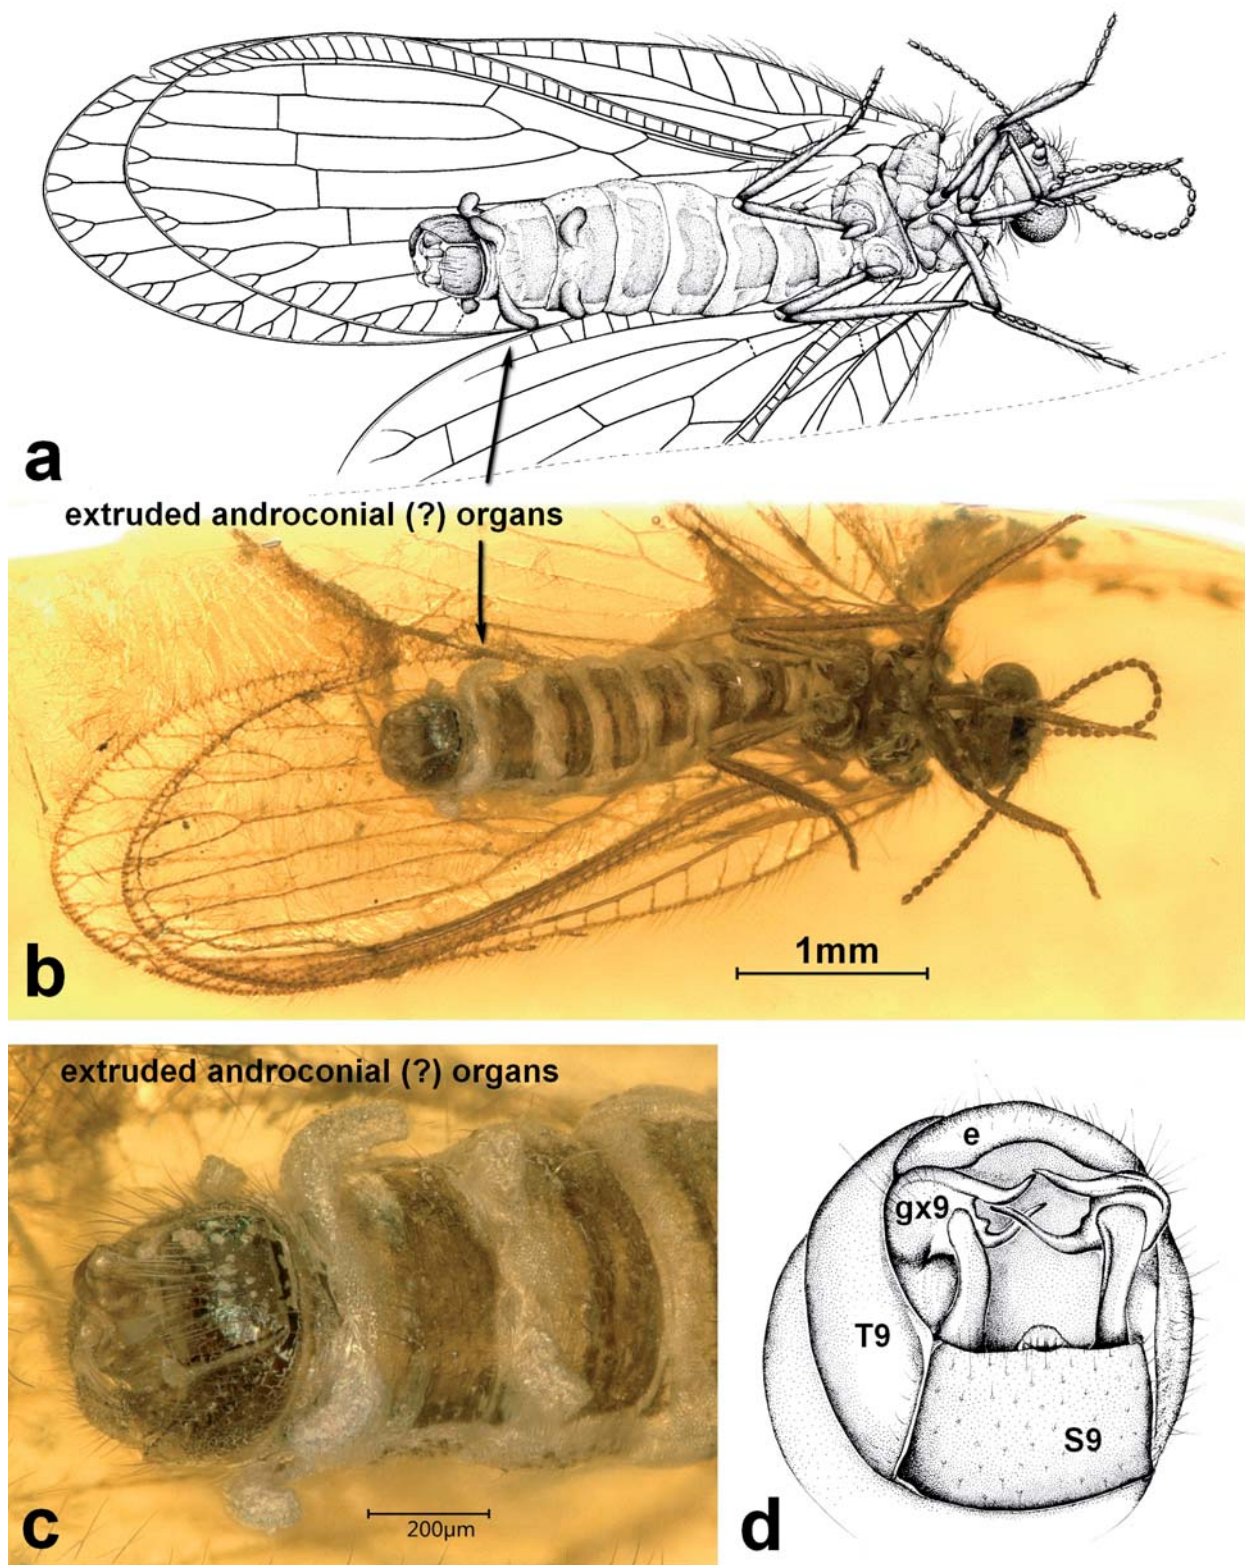 a
extruded androconial (?) organs
b
1mm
extruded androconial (?) organs
c
200µm
e
gx9
T9
S9
d